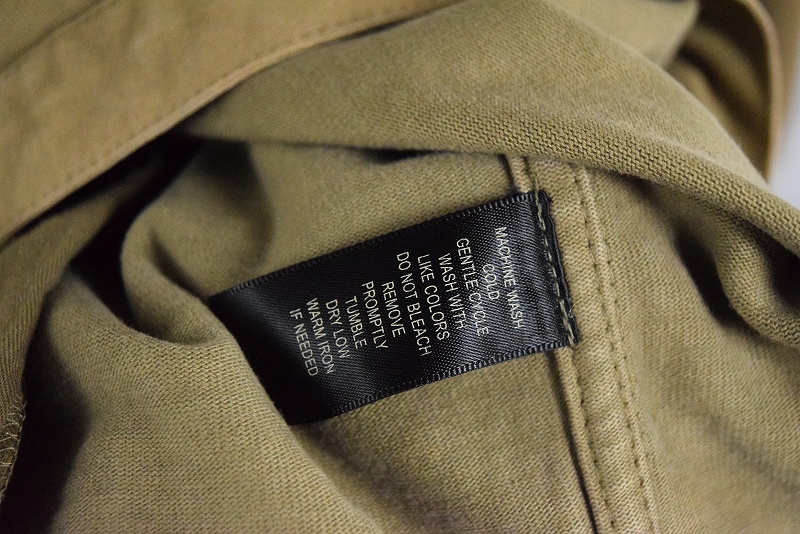 MACHINE WASH
COLD
GENTLE CYCLE
WASH WITH
LIKE COLORS
DO NOT BLEACH
REMOVE
PROMPTLY
TUMBLE
DRY LOW
WARM IRON
IF NEEDED